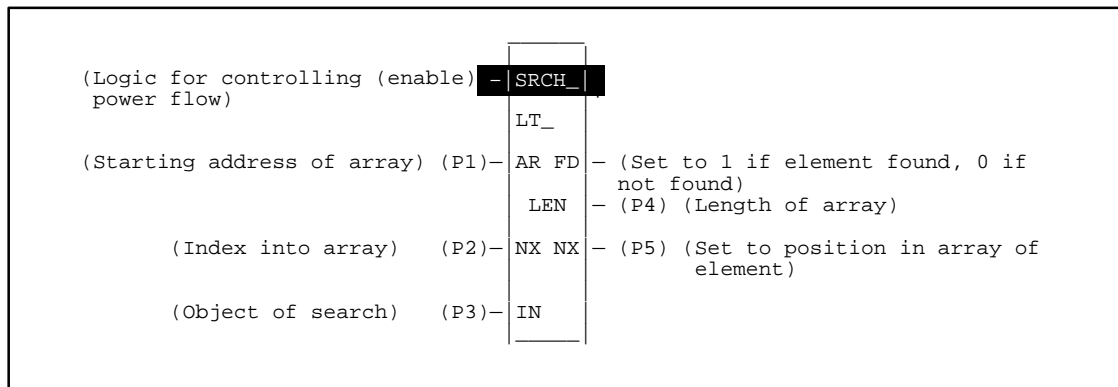 (Logic for controlling (enable) –|SRCH_|
power flow)
LT_
(Starting address of array) (P1)– AR FD – (Set to 1 if element found, 0 if
not found)
LEN – (P4) (Length of array)
(Index into array) (P2)– NX NX – (P5) (Set to position in array of
element)
(Object of search) (P3)– IN